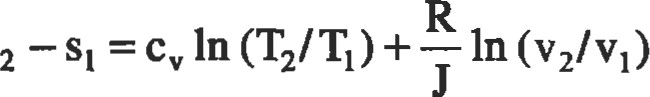 ₂ – s₁ = cᵥ ln (T₂/T₁) + R/J ln (v₂/v₁)